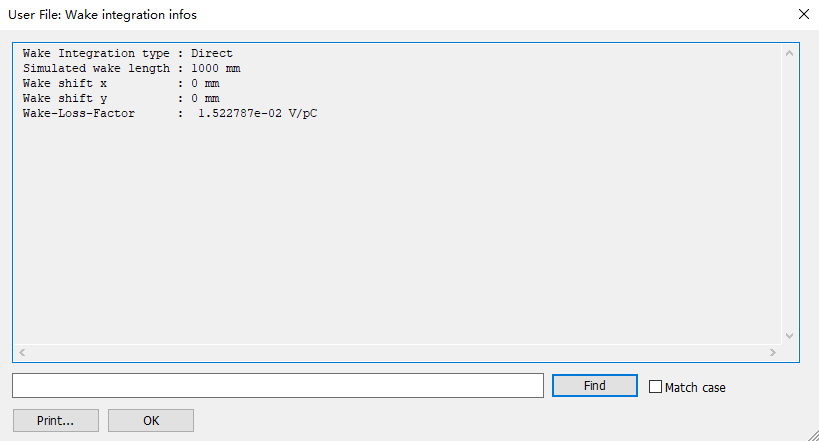 User File: Wake integration infos
Wake Integration type : Direct
Simulated wake length : 1000 mm
Wake shift x          : 0 mm
Wake shift y          : 0 mm
Wake-Loss-Factor      :  1.522787e-02 V/pC
Find
Match case
Print...
OK